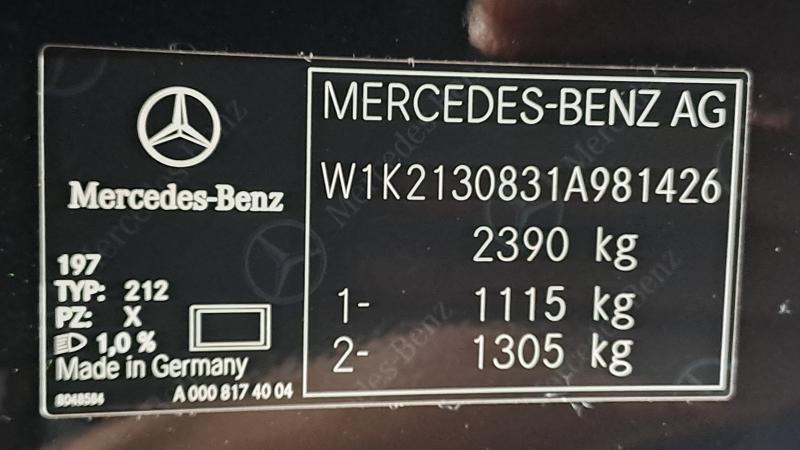 Mercedes-Benz
197
TYP: 212
PZ: X
1,0 %
Made in Germany
8048584
A 000 817 40 04
MERCEDES-BENZ AG
W1K2130831A981426
2390 kg
1- 1115 kg
2- 1305 kg